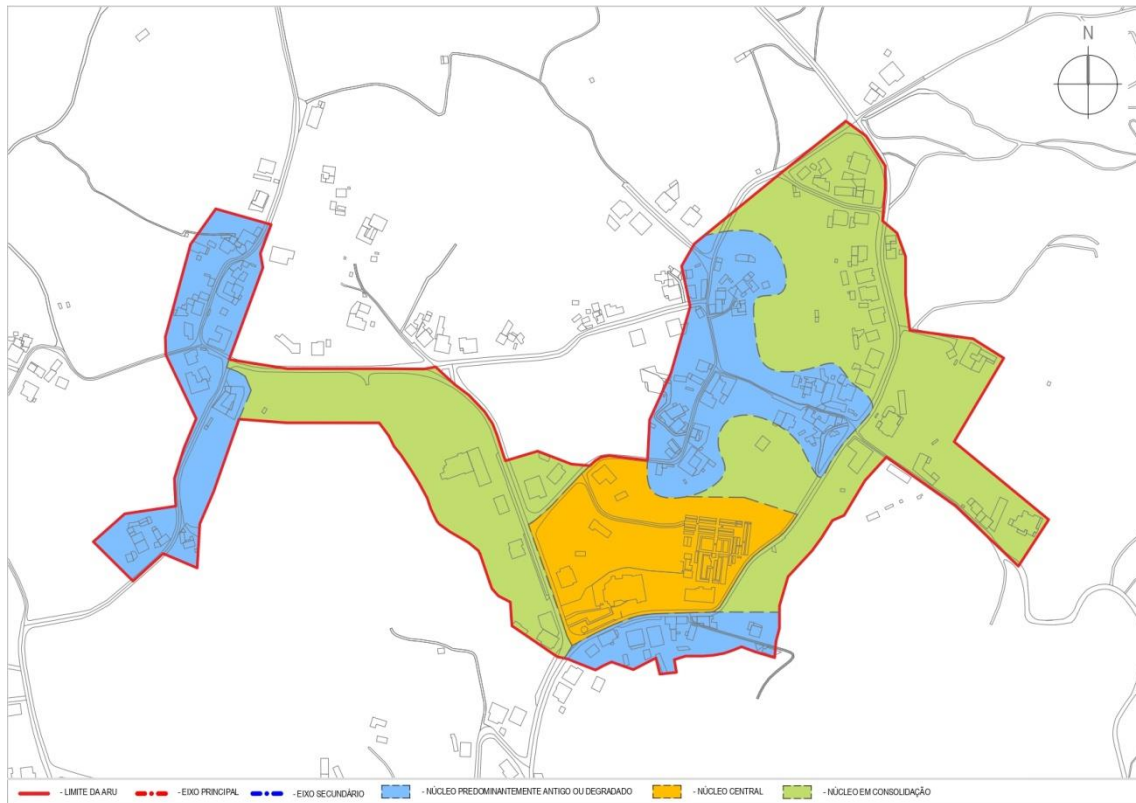 N
- LIMITE DA ARU - EIXO PRINCIPAL - EIXO SECUNDÁRIO - NÚCLEO PREDOMINANTEMENTE ANTIGO OU DEGRADADO - NÚCLEO CENTRAL - NÚCLEO EM CONSOLIDAÇÃO